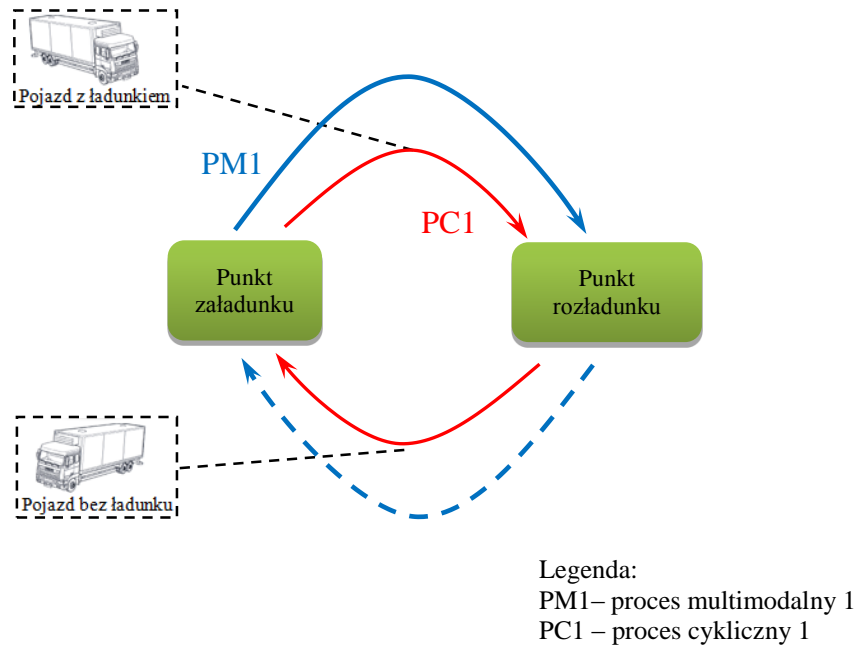 Pojazd z ładunkiem
PM1
PC1
Punkt
załadunku
Punkt
rozładunku
Pojazd bez ładunku
Legenda:
PM1– proces multimodalny 1
PC1 – proces cykliczny 1